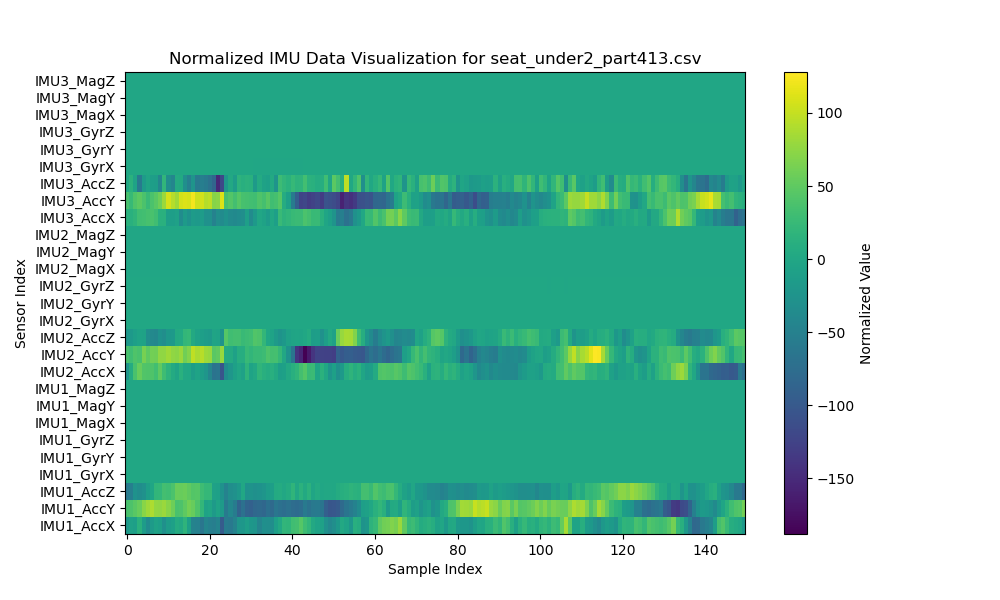 Normalized IMU Data Visualization for seat_under2_part413.csv
IMU3_MagZ
IMU3_MagY
IMU3_MagX
IMU3_GyrZ
IMU3_GyrY
IMU3_GyrX
IMU3_AccZ
IMU3_AccY
IMU3_AccX
IMU2_MagZ
IMU2_MagY
IMU2_MagX
IMU2_GyrZ
IMU2_GyrY
IMU2_GyrX
IMU2_AccZ
IMU2_AccY
IMU2_AccX
IMU1_MagZ
IMU1_MagY
IMU1_MagX
IMU1_GyrZ
IMU1_GyrY
IMU1_GyrX
IMU1_AccZ
IMU1_AccY
IMU1_AccX
Sensor Index
0 20 40 60 80 100 120 140
Sample Index
100
50
0
−50
−100
−150
Normalized Value